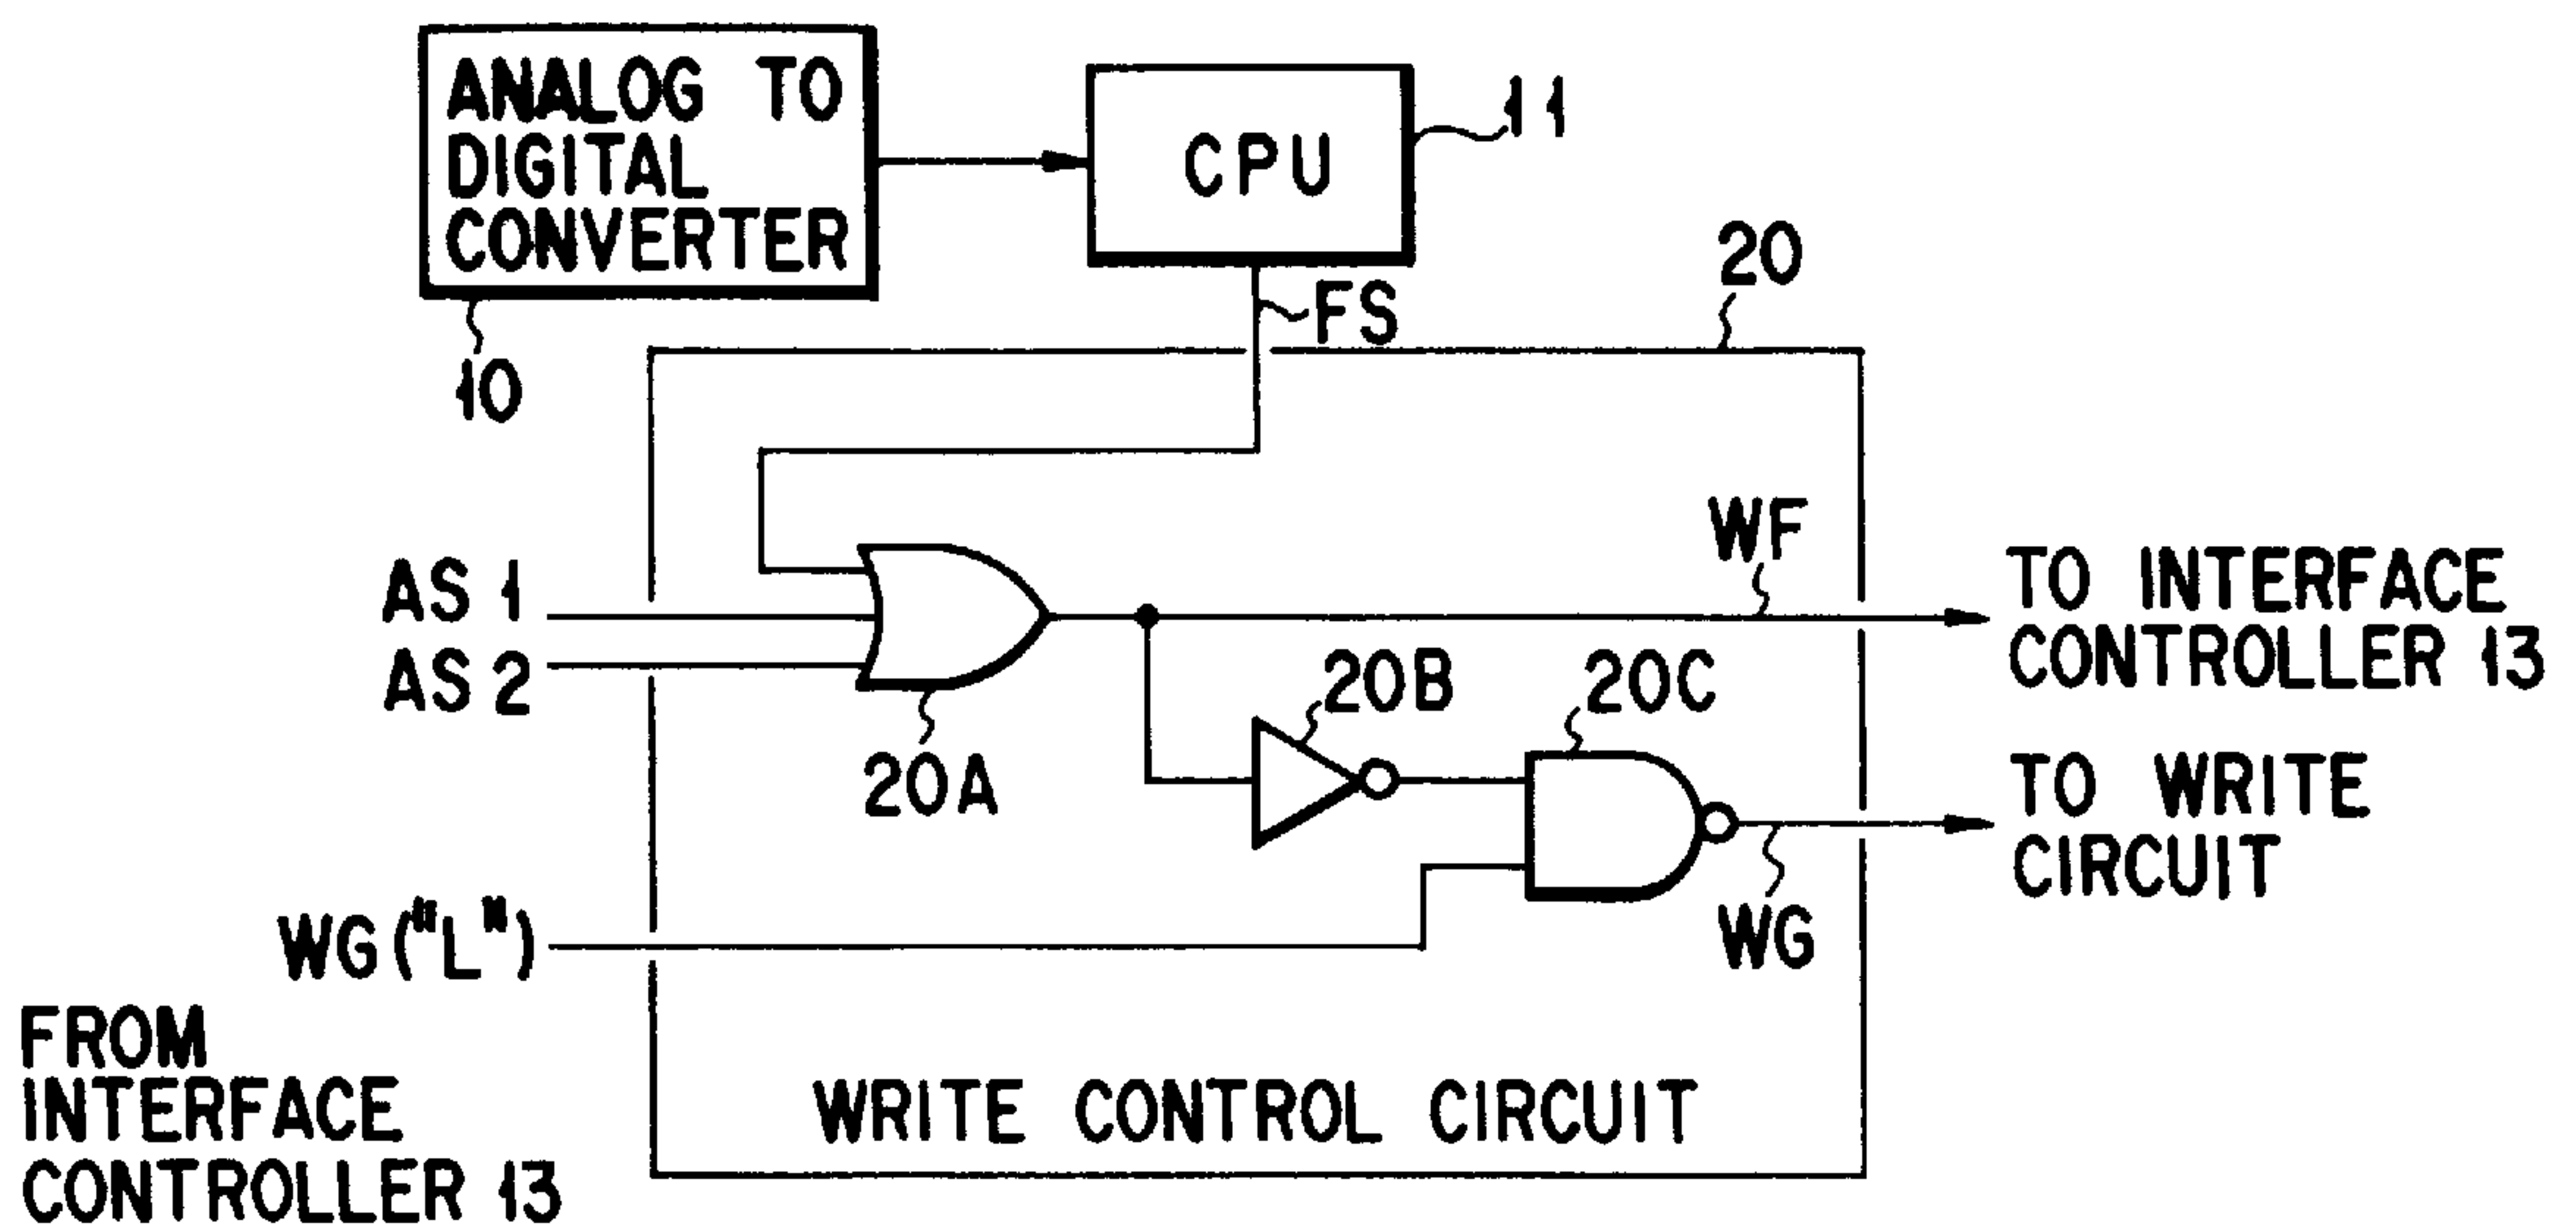 ANALOG TO
DIGITAL
CONVERTER
10
CPU
11
FS
20
AS 1
AS 2
20A
20B
20C
WF
TO INTERFACE
CONTROLLER 13
TO WRITE
CIRCUIT
WG
WG ("L")
FROM
INTERFACE
CONTROLLER 13
WRITE CONTROL CIRCUIT